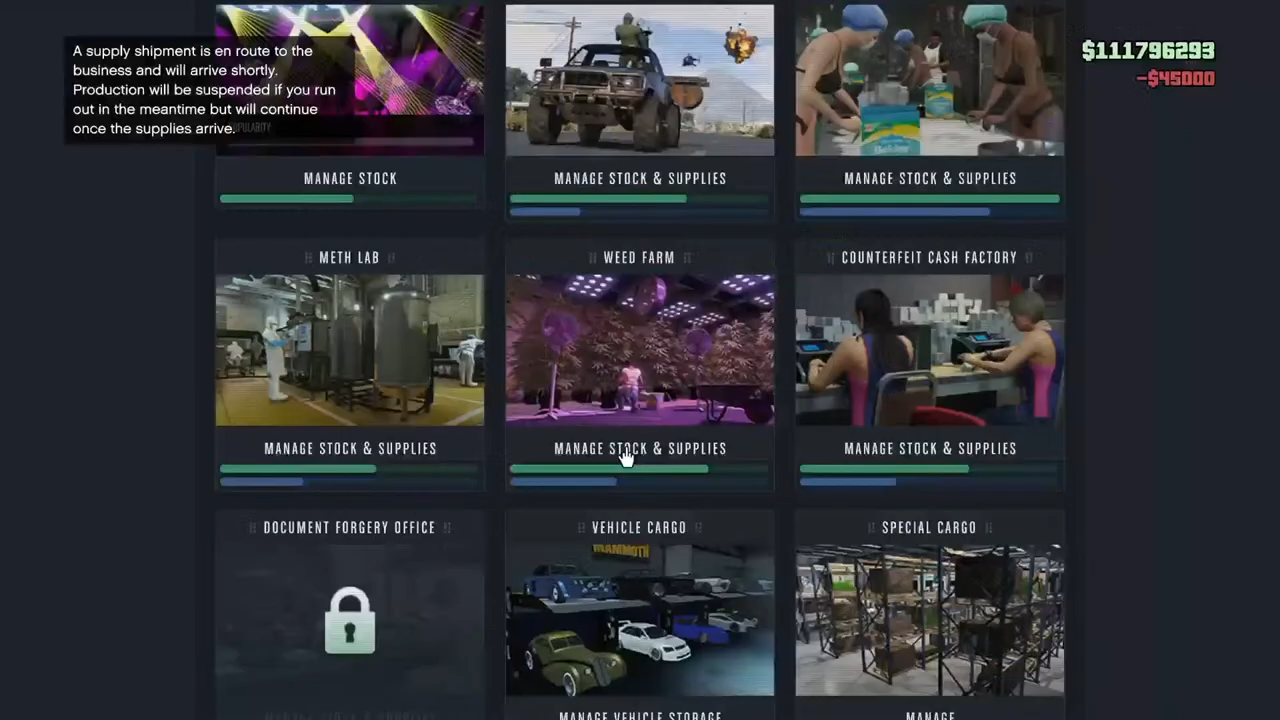 A supply shipment is en route to the
business and will arrive shortly.
Production will be suspended if you run
out in the meantime but will continue
once the supplies arrive.
$111796293
-$45000
MANAGE STOCK
MANAGE STOCK & SUPPLIES
MANAGE STOCK & SUPPLIES
METH LAB
WEED FARM
COUNTERFEIT CASH FACTORY
MANAGE STOCK & SUPPLIES
MANAGE STOCK & SUPPLIES
MANAGE STOCK & SUPPLIES
DOCUMENT FORGERY OFFICE
VEHICLE CARGO
SPECIAL CARGO
MAMMOTH
MANAGE VEHICLE STORAGE
MANAGE